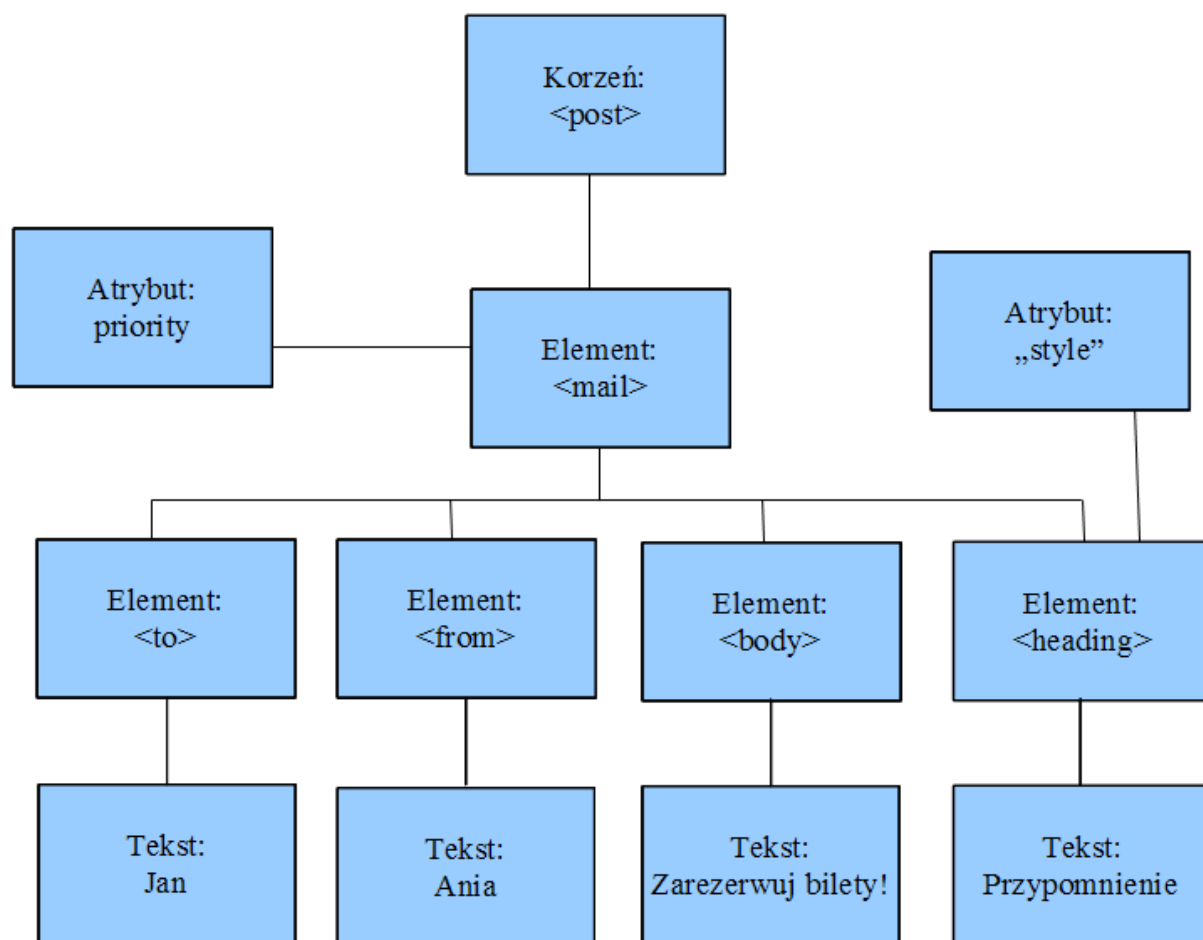 Korzeń:
<post>
Atrybut:
priority
Element:
<mail>
Atrybut:
„style”
Element:
<to>
Element:
<from>
Element:
<body>
Element:
<heading>
Tekst:
Jan
Tekst:
Ania
Tekst:
Zarezerwuj bilety!
Tekst:
Przypomnienie